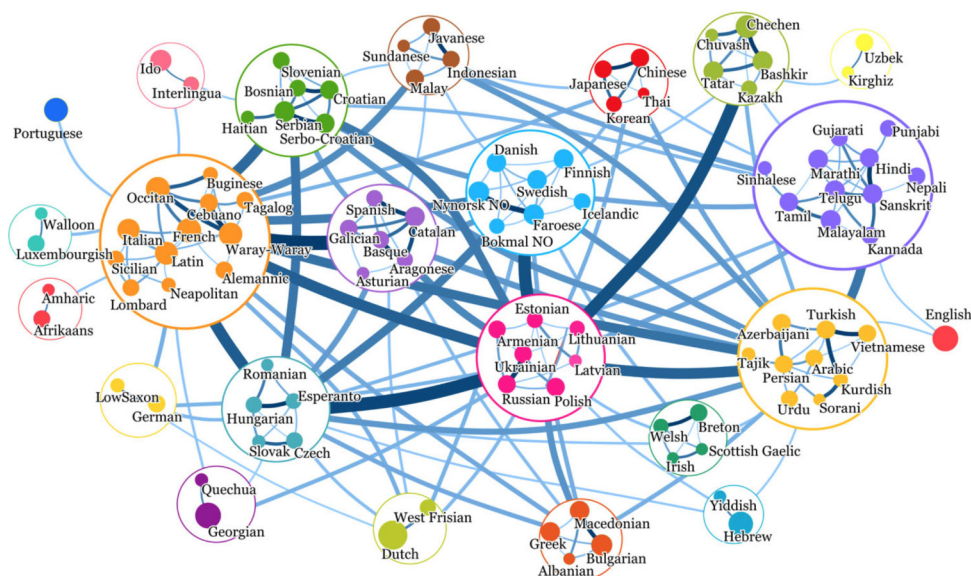 Portuguese
Ido
Interlingua
Slovenian
Bosnian
Croatian
Haitian
Serbian
Serbo-Croatian
Javanese
Sundanese
Indonesian
Malay
Chinese
Japanese
Thai
Korean
Chechen
Chuvash
Tatar
Bashkir
Kazakh
Uzbek
Kirghiz
Gujarati
Punjabi
Marathi
Hindi
Sinhalese
Telugu
Nepali
Tamil
Sanskrit
Malayalam
Kannada
Danish
Finnish
Swedish
Nynorsk NO
Icelandic
Faroese
Bokmal NO
Spanish
Galician
Catalan
Basque
Aragonese
Asturian
Buginese
Occitan
Cebuano
Tagalog
Italian
French
Waray-Waray
Latin
Sicilian
Alemannic
Lombard
Neapolitan
Walloon
Luxembourgish
Amharic
Afrikaans
LowSaxon
German
Romanian
Esperanto
Hungarian
Slovak
Czech
Estonian
Armenian
Lithuanian
Ukrainian
Latvian
Russian
Polish
Turkish
Azerbaijani
Vietnamese
Tajik
Arabic
Persian
Kurdish
Urdu
Sorani
English
Breton
Welsh
Scottish Gaelic
Irish
Quechua
Georgian
West Frisian
Dutch
Macedonian
Greek
Bulgarian
Albanian
Yiddish
Hebrew